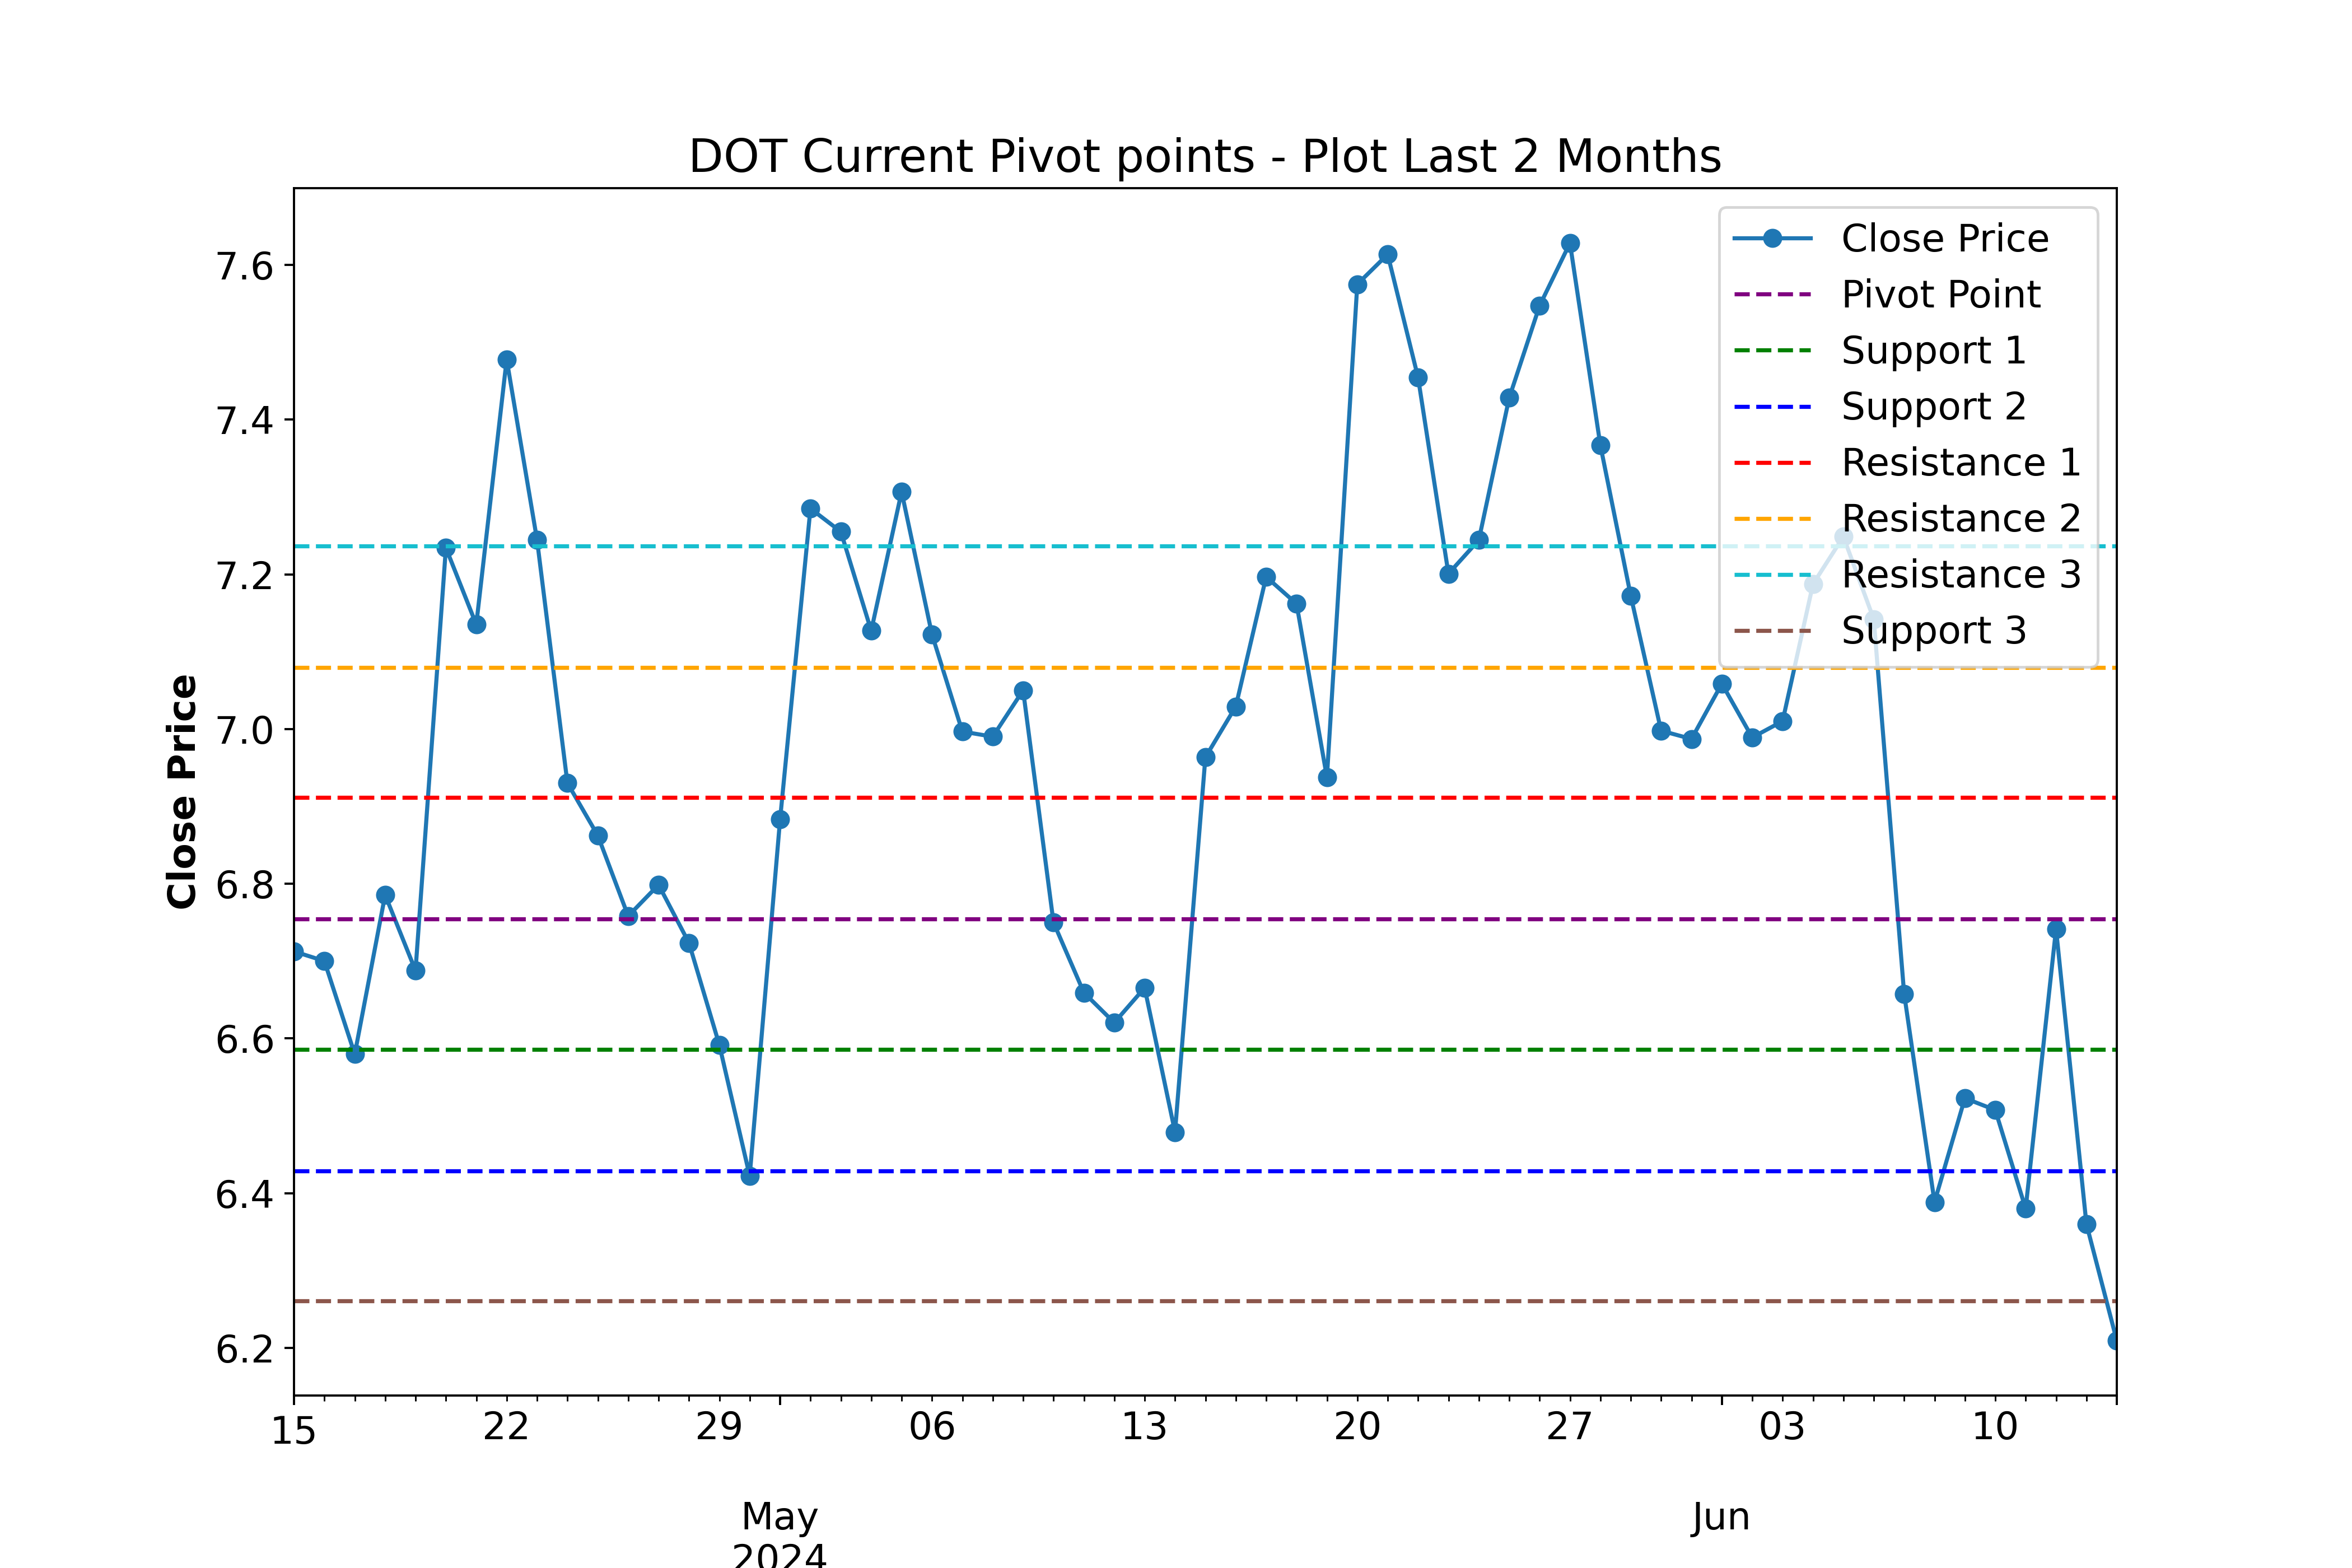 DOT Current Pivot points - Plot Last 2 Months
Close Price
Pivot Point
Support 1
Support 2
Resistance 1
Resistance 2
Resistance 3
Support 3
Close Price
7.6
7.4
7.2
7.0
6.8
6.6
6.4
6.2
15 22 29 06 13 20 27 03 10
May Jun
2024